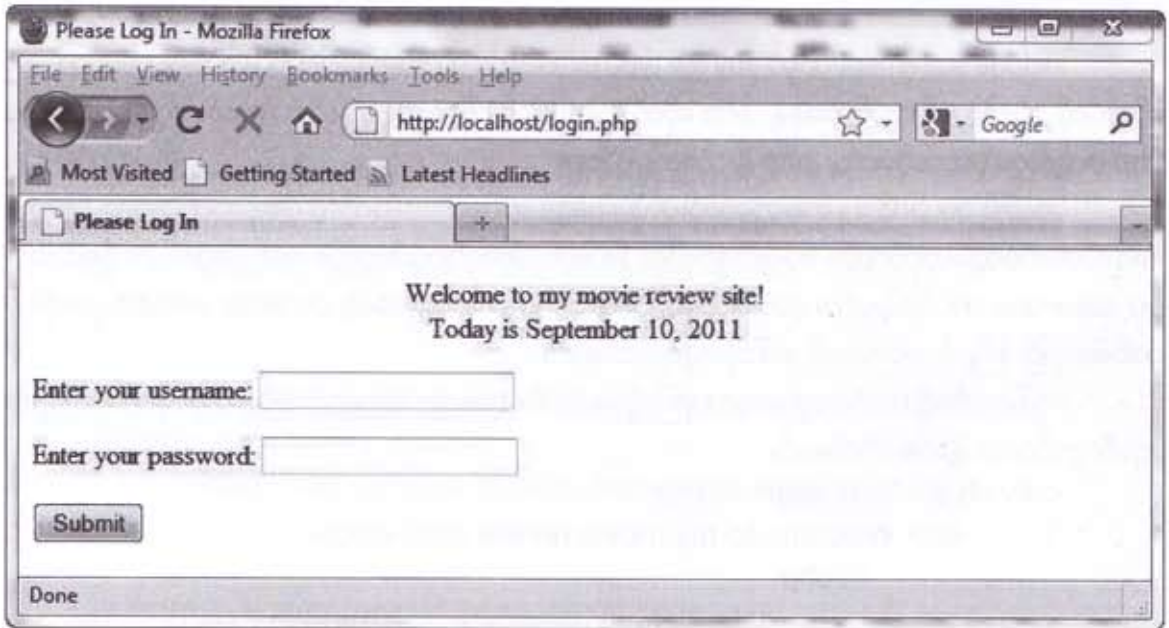 Please Log In - Mozilla Firefox
File Edit View History Bookmarks Tools Help
http://localhost/login.php
Google
Most Visited Getting Started Latest Headlines
Please Log In
Welcome to my movie review site!
Today is September 10, 2011
Enter your username:
Enter your password:
Submit
Done